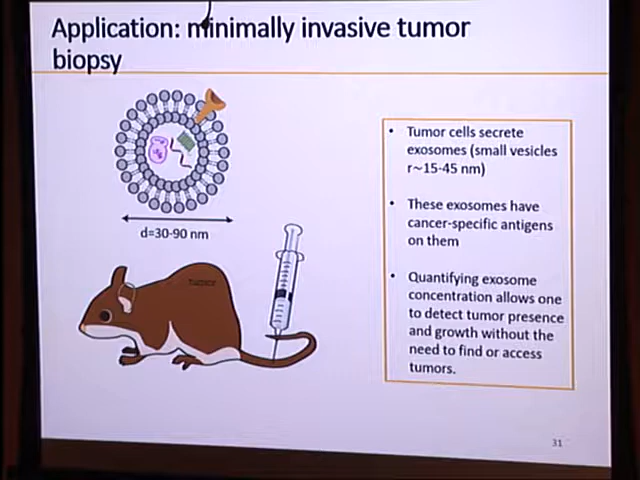 Application: minimally invasive tumor
biopsy
d=30-90 nm
tumor
• Tumor cells secrete
exosomes (small vesicles
r~15-45 nm)
• These exosomes have
cancer-specific antigens
on them
• Quantifying exosome
concentration allows one
to detect tumor presence
and growth without the
need to find or access
tumors.
31